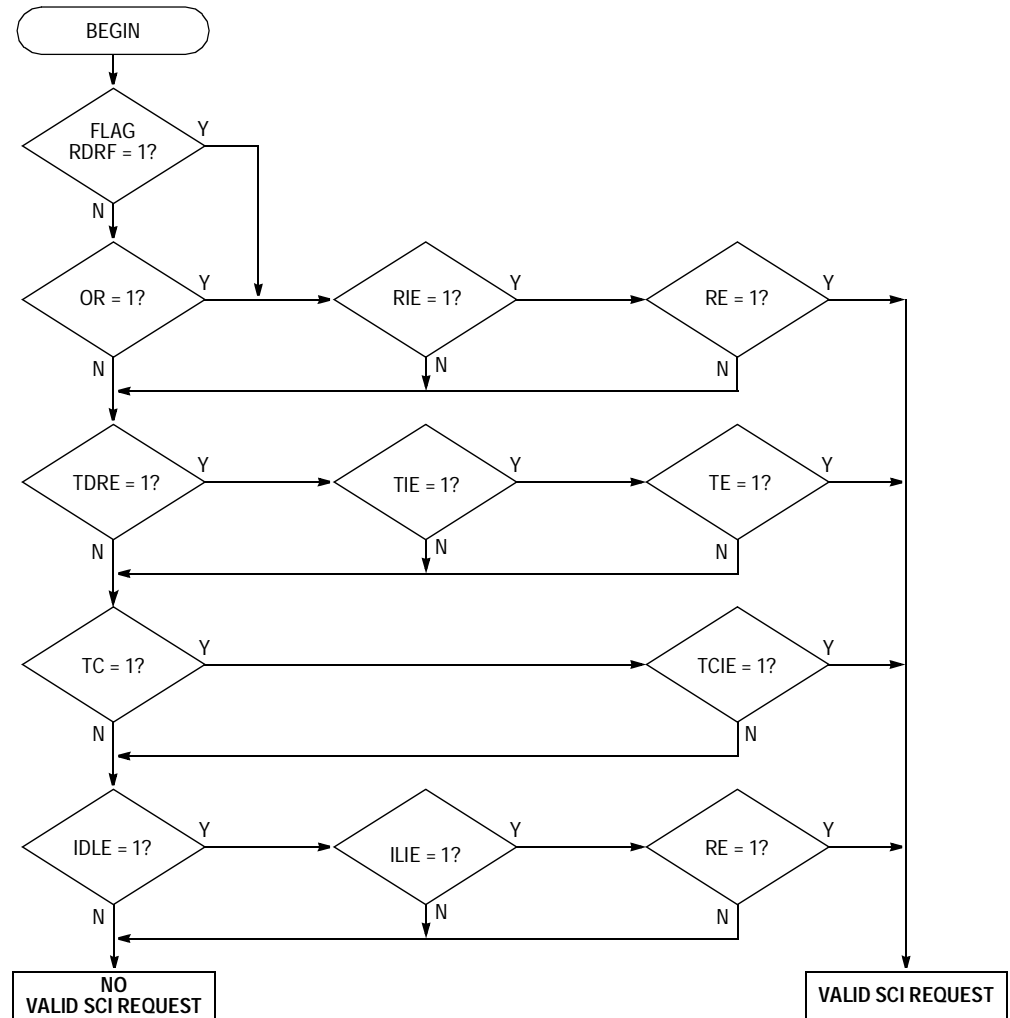 BEGIN
FLAG
RDRF = 1?
Y
N
OR = 1?
Y
RIE = 1?
Y
RE = 1?
Y
N
N
N
TDRE = 1?
Y
TIE = 1?
Y
TE = 1?
Y
N
N
N
TC = 1?
Y
TCIE = 1?
Y
N
N
IDLE = 1?
Y
ILIE = 1?
Y
RE = 1?
Y
N
N
N
NO
VALID SCI REQUEST
VALID SCI REQUEST